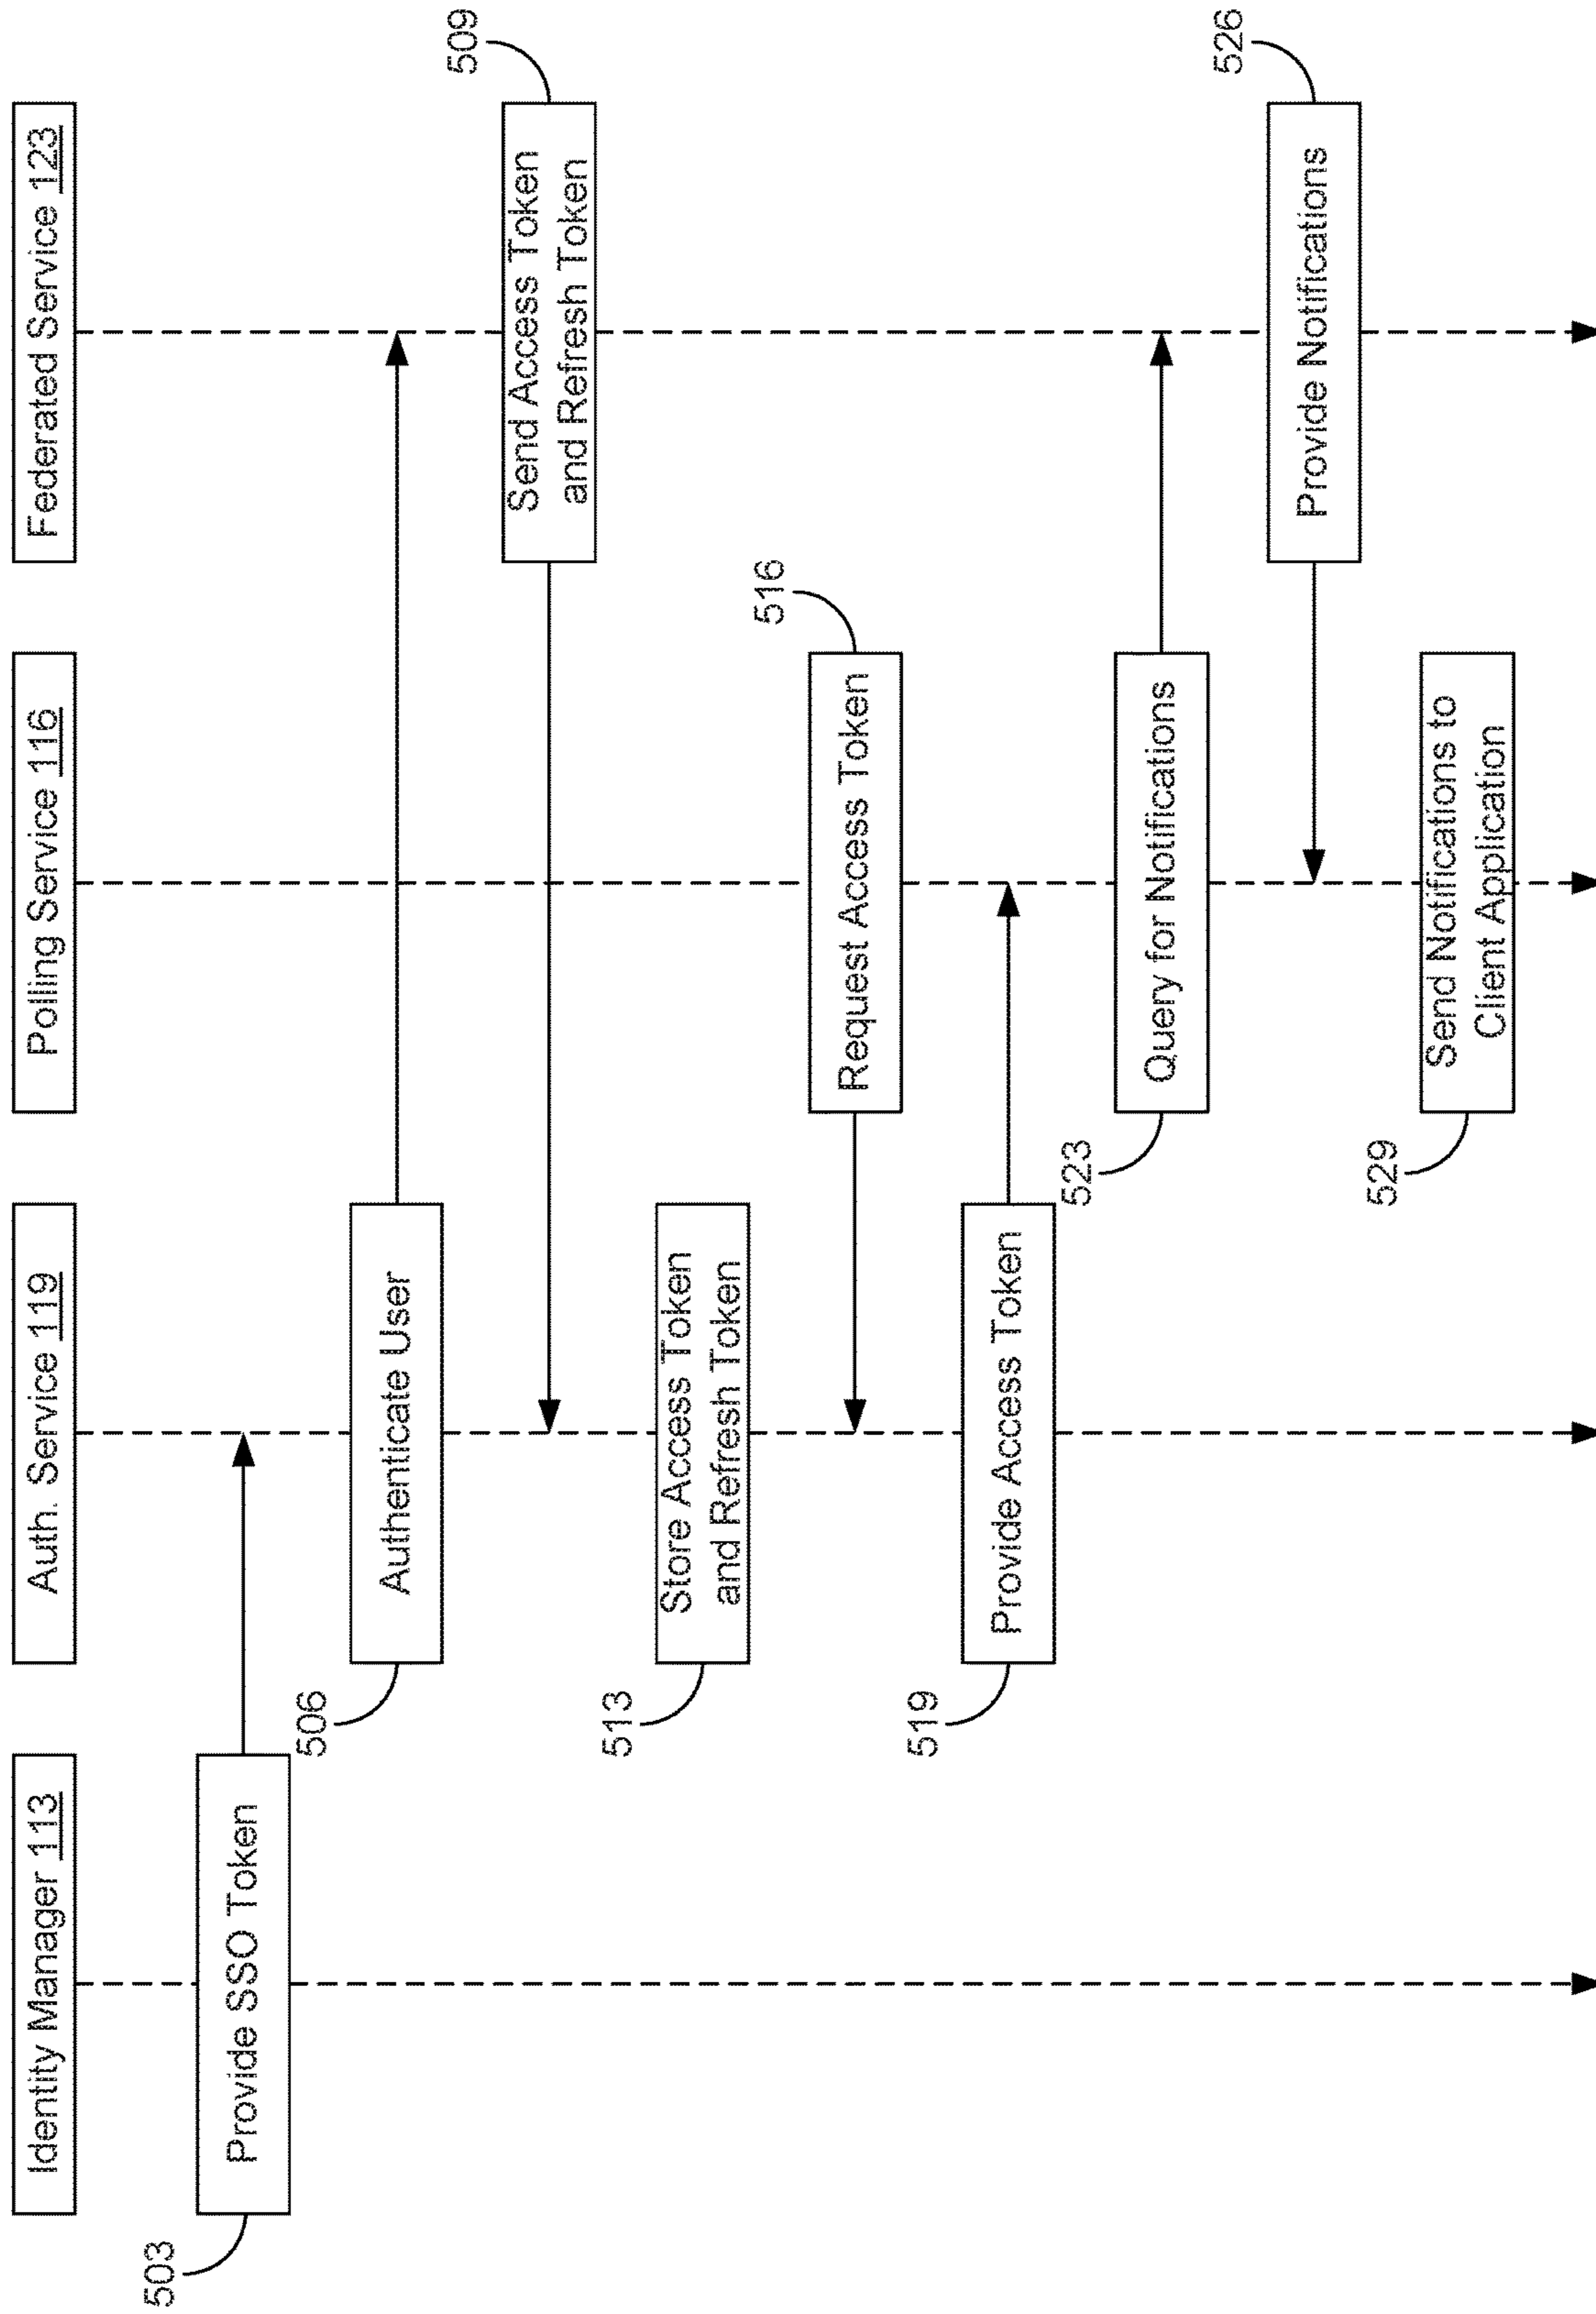 Identity Manager 113
Auth. Service 119
Polling Service 116
Federated Service 123
503
Provide SSO Token
506
Authenticate User
509
Send Access Token
and Refresh Token
513
Store Access Token
and Refresh Token
516
Request Access Token
519
Provide Access Token
523
Query for Notifications
526
Provide Notifications
529
Send Notifications to
Client Application